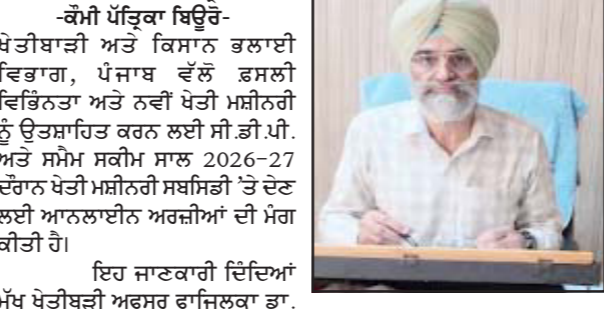 -ਕੌਮੀ ਪੱਤ੍ਰਿਕਾ ਬਿਊਰੋ-
ਖੇਤੀਬਾੜੀ ਅਤੇ ਕਿਸਾਨ ਭਲਾਈ
ਵਿਭਾਗ, ਪੰਜਾਬ ਵੱਲੋਂ ਫ਼ਸਲੀ
ਵਿਭਿੰਨਤਾ ਅਤੇ ਨਵੀਂ ਖੇਤੀ ਮਸ਼ੀਨਰੀ
ਨੂੰ ਉਤਸ਼ਾਹਿਤ ਕਰਨ ਲਈ ਸੀ.ਡੀ.ਪੀ.
ਅਤੇ ਸਮੈਮ ਸਕੀਮ ਸਾਲ 2026-27
ਦੌਰਾਨ ਖੇਤੀ ਮਸ਼ੀਨਰੀ ਸਬਸਿਡੀ 'ਤੇ ਦੇਣ
ਲਈ ਆਨਲਾਈਨ ਅਰਜ਼ੀਆਂ ਦੀ ਮੰਗ
ਕੀਤੀ ਹੈ।
ਇਹ ਜਾਣਕਾਰੀ ਦਿੰਦਿਆਂ
ਮੁੱਖ ਖੇਤੀਬਾੜੀ ਅਫਸਰ ਫਾਜਿਲਕਾ ਡਾ.